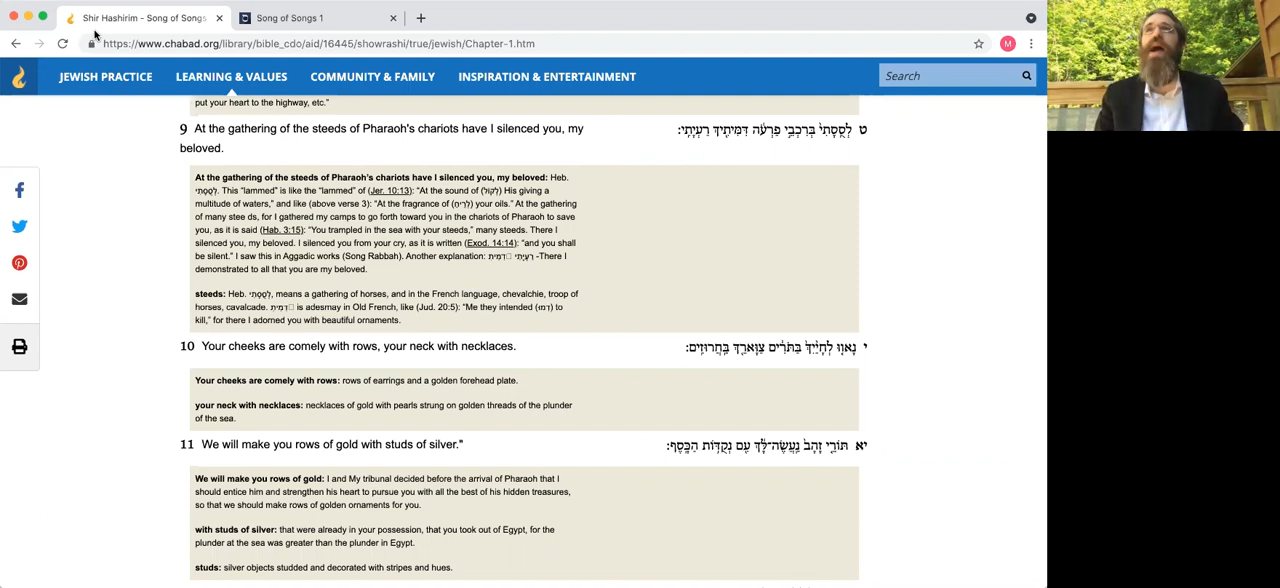 Shir Hashirim - Song of Songs
Song of Songs 1
https://www.chabad.org/library/bible_cdo/aid/16445/showrashi/true/jewish/Chapter-1.htm
M
JEWISH PRACTICE LEARNING & VALUES COMMUNITY & FAMILY INSPIRATION & ENTERTAINMENT Search
put your heart to the highway, etc."
9 At the gathering of the steeds of Pharaoh's chariots have I silenced you, my
beloved.
ט לְסֻסָתִי֙ בְּרִכְבֵ֣י פַרְעֹ֔ה דִּמִּיתִ֖יךְ רַעְיָתִֽי׃
At the gathering of the steeds of Pharaoh's chariots have I silenced you, my beloved: Heb.
לְסֻסָתִי. This "lammed" is like the "lammed" of (Jer. 10:13): "At the sound of (לְקוֹל) His giving a
multitude of waters," and like (above verse 3): "At the fragrance of (לְרֵיחַ) your oils." At the gathering
of many stee ds, for I gathered my camps to go forth toward you in the chariots of Pharaoh to save
you, as it is said (Hab. 3:15): "You trampled in the sea with your steeds," many steeds. There I
silenced you, my beloved. I silenced you from your cry, as it is written (Exod. 14:14): "and you shall
be silent." I saw this in Aggadic works (Song Rabbah). Another explanation: רַעְיָתִי דִמִּיתִ -There I
demonstrated to all that you are my beloved.
steeds: Heb. לְסֻסָתִי, means a gathering of horses, and in the French language, chevalchie, troop of
horses, cavalcade. דִמִּיתִ is adesmay in Old French, like (Jud. 20:5): "Me they intended (דִמּוּ) to
kill," for there I adorned you with beautiful ornaments.
10 Your cheeks are comely with rows, your neck with necklaces.
י נָאו֤וּ לְחָיַ֨יִךְ֙ בַּתֹּרִ֔ים צַוָּארֵ֖ךְ בַּֽחֲרוּזִֽים׃
Your cheeks are comely with rows: rows of earrings and a golden forehead plate.
your neck with necklaces: necklaces of gold with pearls strung on golden threads of the plunder
of the sea.
11 We will make you rows of gold with studs of silver."
יא תּוֹרֵ֤י זָהָב֙ נַֽעֲשֶׂה־לָּ֔ךְ עִ֖ם נְקֻדּ֥וֹת הַכָּֽסֶף׃
We will make you rows of gold: I and My tribunal decided before the arrival of Pharaoh that I
should entice him and strengthen his heart to pursue you with all the best of his hidden treasures,
so that we should make rows of golden ornaments for you.
with studs of silver: that were already in your possession, that you took out of Egypt, for the
plunder at the sea was greater than the plunder in Egypt.
studs: silver objects studded and decorated with stripes and hues.